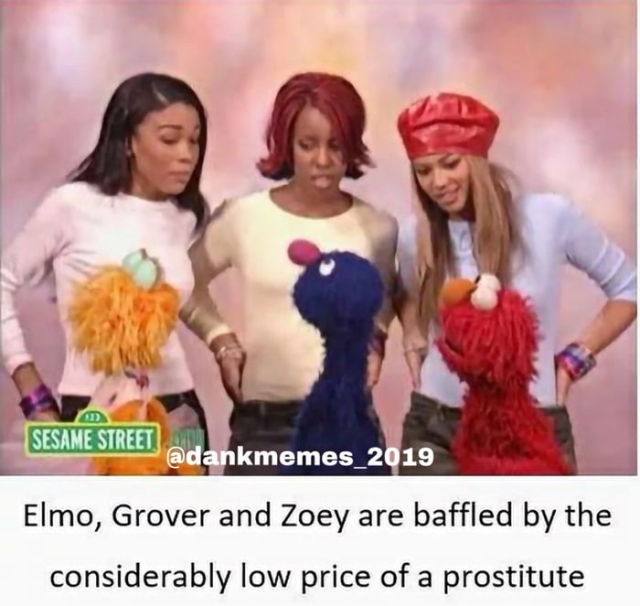 123
SESAME STREET
@dankmemes_2019
Elmo, Grover and Zoey are baffled by the
considerably low price of a prostitute